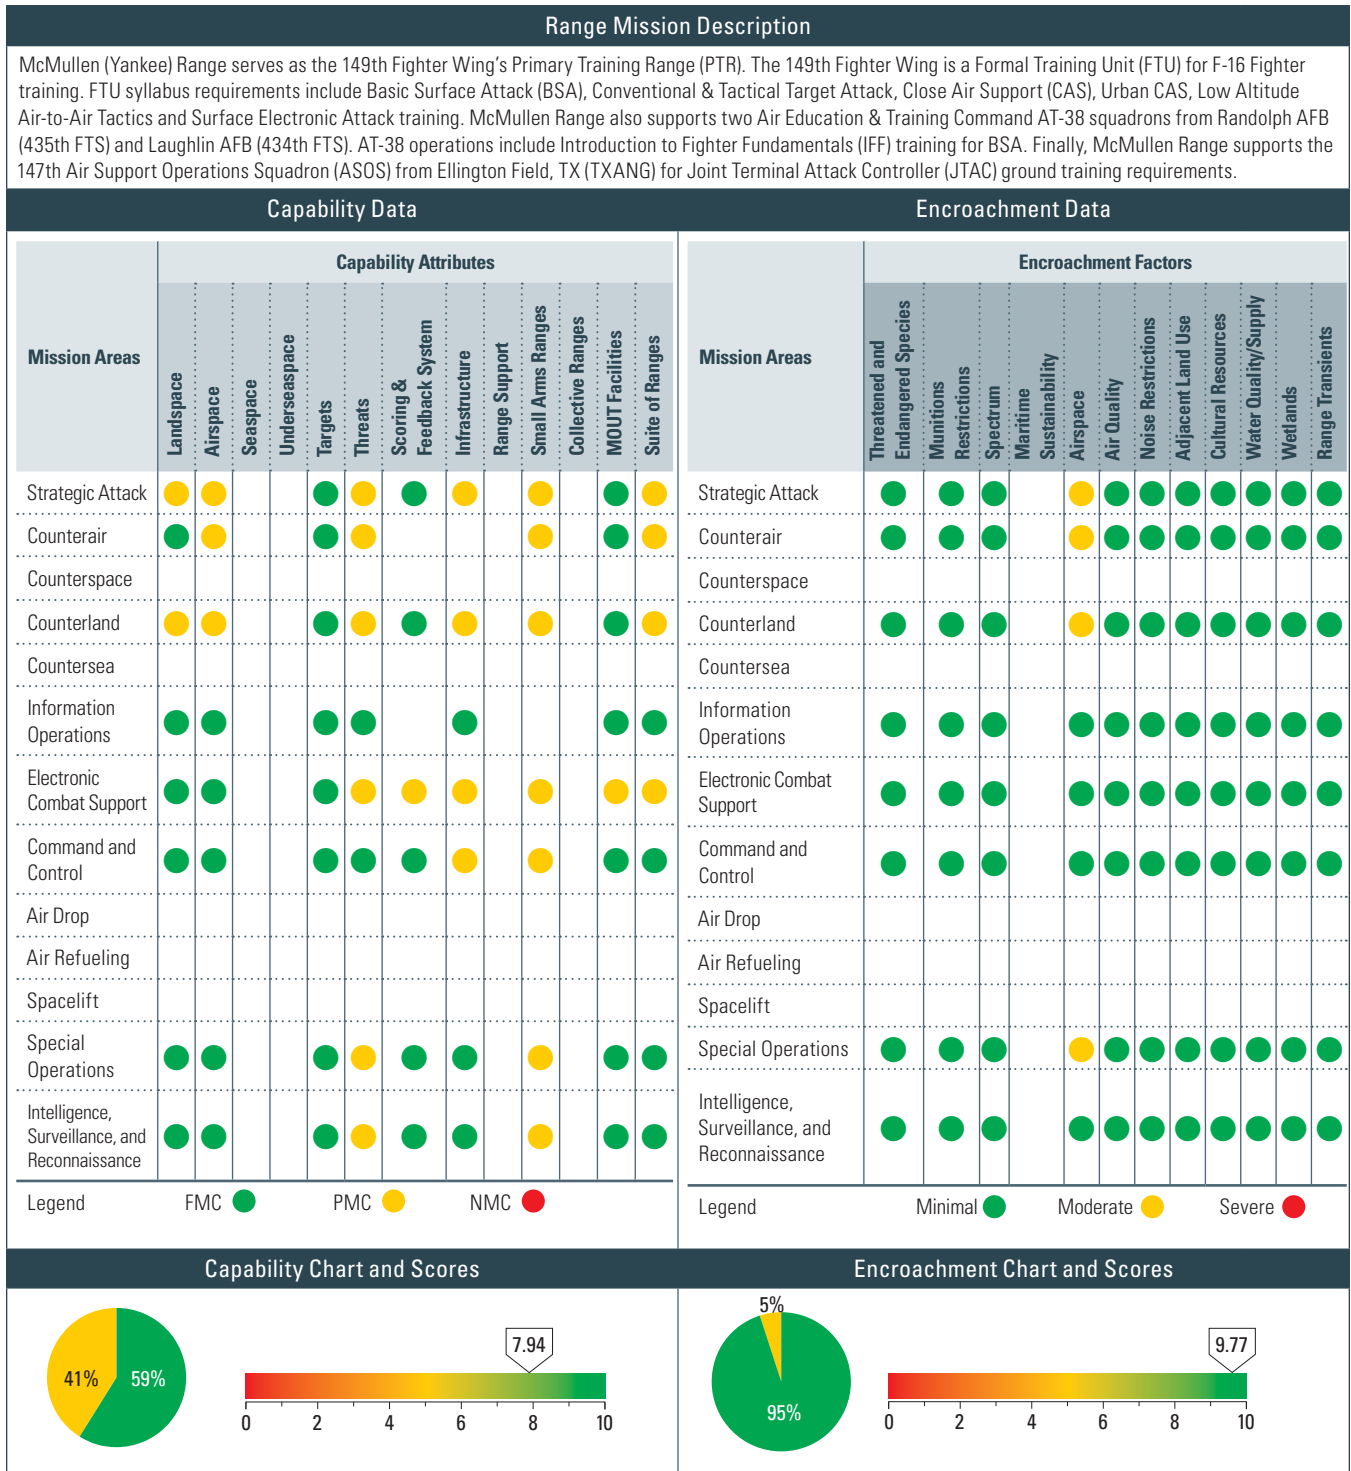 Range Mission Description
McMullen (Yankee) Range serves as the 149th Fighter Wing's Primary Training Range (PTR). The 149th Fighter Wing is a Formal Training Unit (FTU) for F-16 Fighter
training. FTU syllabus requirements include Basic Surface Attack (BSA), Conventional & Tactical Target Attack, Close Air Support (CAS), Urban CAS, Low Altitude
Air-to-Air Tactics and Surface Electronic Attack training. McMullen Range also supports two Air Education & Training Command AT-38 squadrons from Randolph AFB
(435th FTS) and Laughlin AFB (434th FTS). AT-38 operations include Introduction to Fighter Fundamentals (IFF) training for BSA. Finally, McMullen Range supports the
147th Air Support Operations Squadron (ASOS) from Ellington Field, TX (TXANG) for Joint Terminal Attack Controller (JTAC) ground training requirements.
Capability Data
Mission Areas
Capability Attributes
Landspace
Airspace
Seaspace
Underseaspace
Targets
Threats
Scoring &
Feedback System
Infrastructure
Range Support
Small Arms Ranges
Collective Ranges
MOUT Facilities
Suite of Ranges
Strategic Attack
Counterair
Counterspace
Counterland
Countersea
Information
Operations
Electronic
Combat Support
Command and
Control
Air Drop
Air Refueling
Spacelift
Special
Operations
Intelligence,
Surveillance, and
Reconnaissance
Legend FMC PMC NMC
Encroachment Data
Mission Areas
Encroachment Factors
Threatened and
Endangered Species
Munitions
Restrictions
Spectrum
Maritime
Sustainability
Airspace
Air Quality
Noise Restrictions
Adjacent Land Use
Cultural Resources
Water Quality/Supply
Wetlands
Range Transients
Strategic Attack
Counterair
Counterspace
Counterland
Countersea
Information
Operations
Electronic Combat
Support
Command and
Control
Air Drop
Air Refueling
Spacelift
Special Operations
Intelligence,
Surveillance, and
Reconnaissance
Legend Minimal Moderate Severe
Capability Chart and Scores
41% 59%
7.94
0 2 4 6 8 10
Encroachment Chart and Scores
5%
95%
9.77
0 2 4 6 8 10